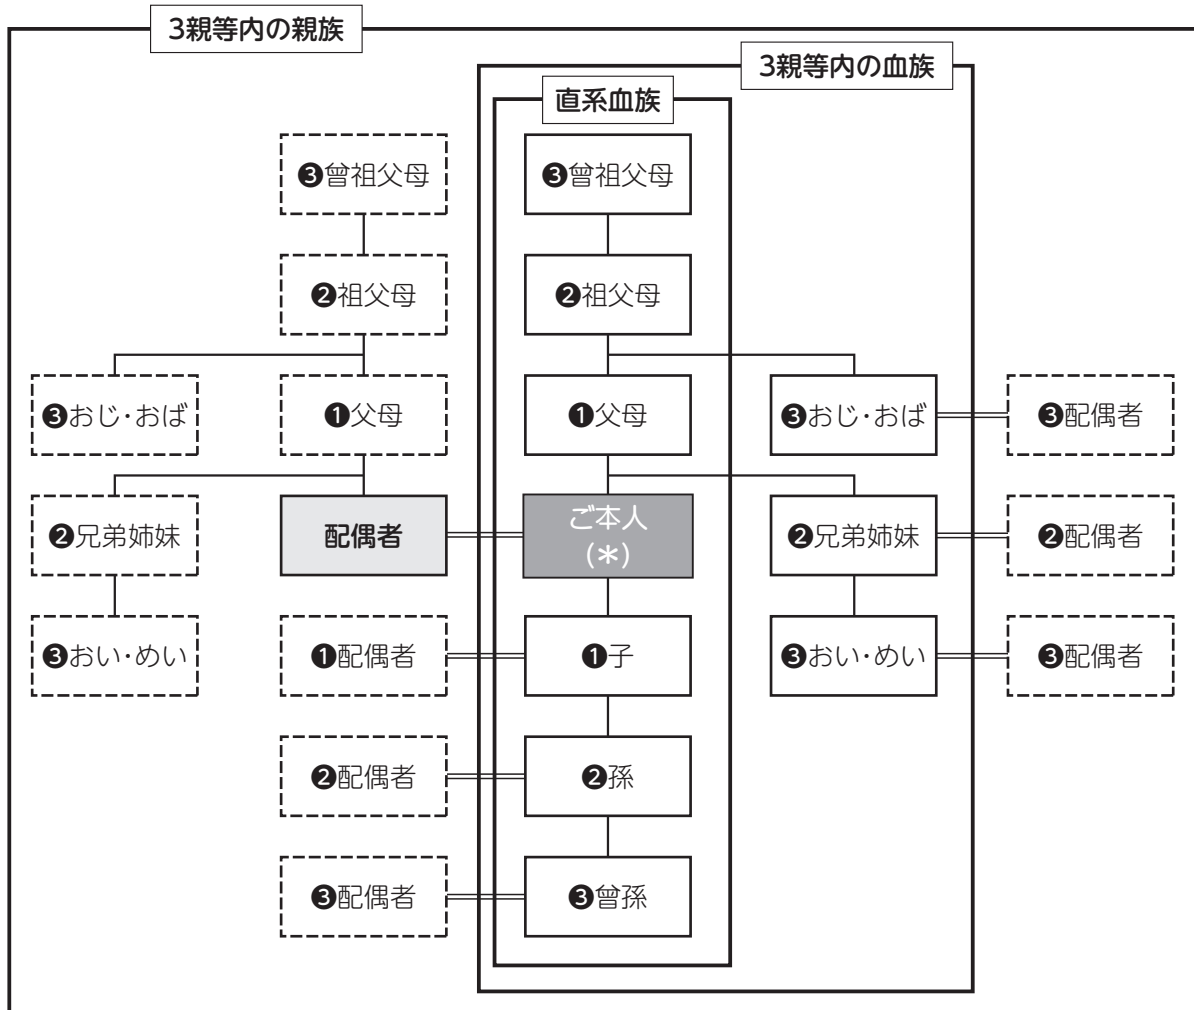 3親等内の親族
3親等内の血族
直系血族
❸曾祖父母
❸曾祖父母
❷祖父母
❷祖父母
❸おじ・おば
❶父母
❶父母
❸おじ・おば
❸配偶者
❷兄弟姉妹
配偶者
ご本人
(＊)
❷兄弟姉妹
❷配偶者
❸おい・めい
❶配偶者
❶子
❸おい・めい
❸配偶者
❷配偶者
❷孫
❸配偶者
❸曾孫